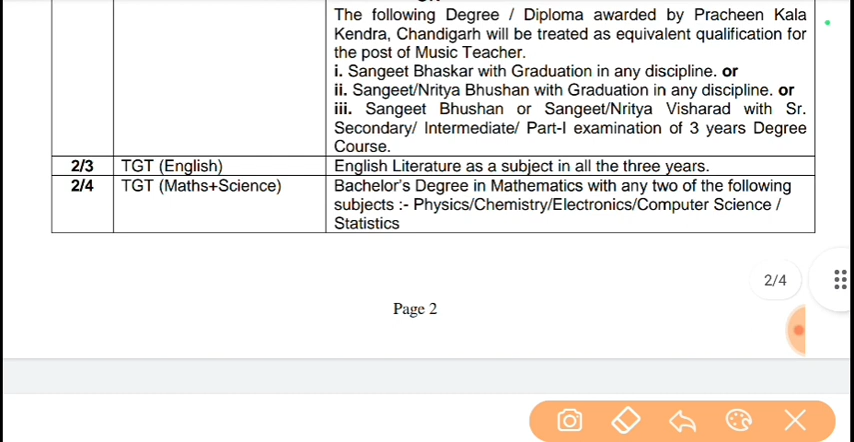 The following Degree / Diploma awarded by Pracheen Kala
Kendra, Chandigarh will be treated as equivalent qualification for
the post of Music Teacher.
i. Sangeet Bhaskar with Graduation in any discipline. or
ii. Sangeet/Nritya Bhushan with Graduation in any discipline. or
iii. Sangeet Bhushan or Sangeet/Nritya Visharad with Sr.
Secondary/ Intermediate/ Part-I examination of 3 years Degree
Course.
2/3 TGT (English) English Literature as a subject in all the three years.
2/4 TGT (Maths+Science) Bachelor's Degree in Mathematics with any two of the following
subjects :- Physics/Chemistry/Electronics/Computer Science /
Statistics
2/4
Page 2